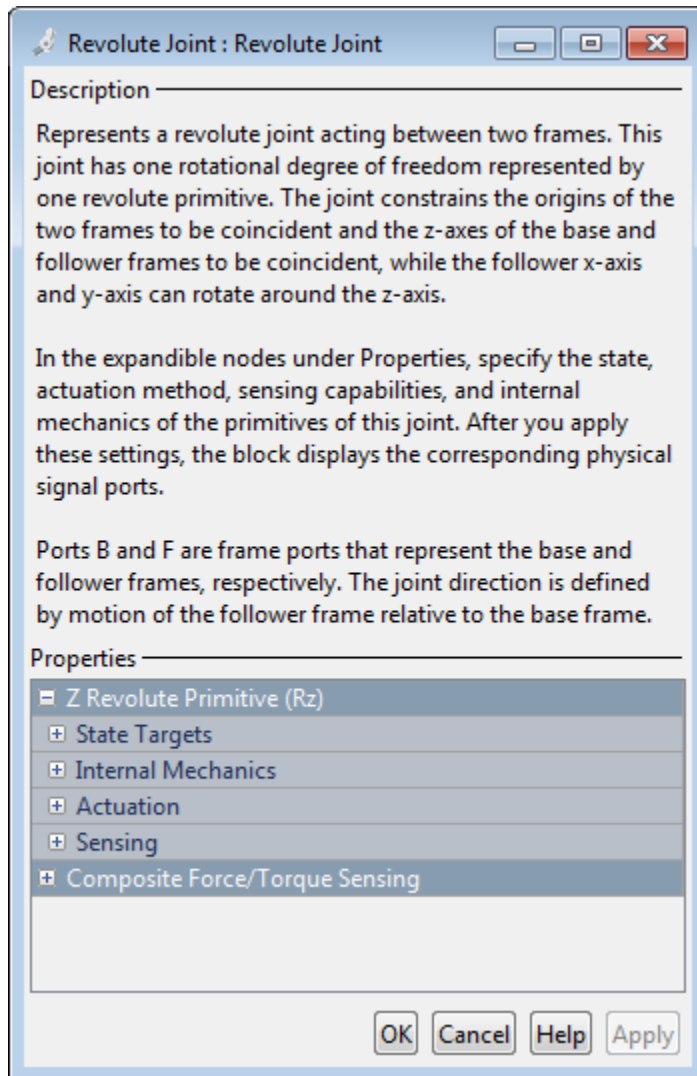 Revolute Joint : Revolute Joint
Description
Represents a revolute joint acting between two frames. This
joint has one rotational degree of freedom represented by
one revolute primitive. The joint constrains the origins of the
two frames to be coincident and the z-axes of the base and
follower frames to be coincident, while the follower x-axis
and y-axis can rotate around the z-axis.
In the expandible nodes under Properties, specify the state,
actuation method, sensing capabilities, and internal
mechanics of the primitives of this joint. After you apply
these settings, the block displays the corresponding physical
signal ports.
Ports B and F are frame ports that represent the base and
follower frames, respectively. The joint direction is defined
by motion of the follower frame relative to the base frame.
Properties
Z Revolute Primitive (Rz)
State Targets
Internal Mechanics
Actuation
Sensing
Composite Force/Torque Sensing
OK Cancel Help Apply